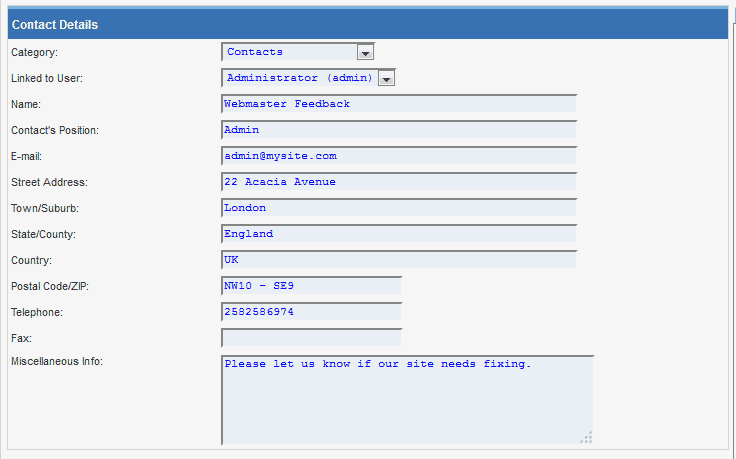 Contact Details
Category: Contacts
Linked to User: Administrator (admin)
Name: Webmaster Feedback
Contact's Position: Admin
E-mail: admin@mysite.com
Street Address: 22 Acacia Avenue
Town/Suburb: London
State/County: England
Country: UK
Postal Code/ZIP: NW10 - SE9
Telephone: 2582586974
Fax:
Miscellaneous Info: Please let us know if our site needs fixing.